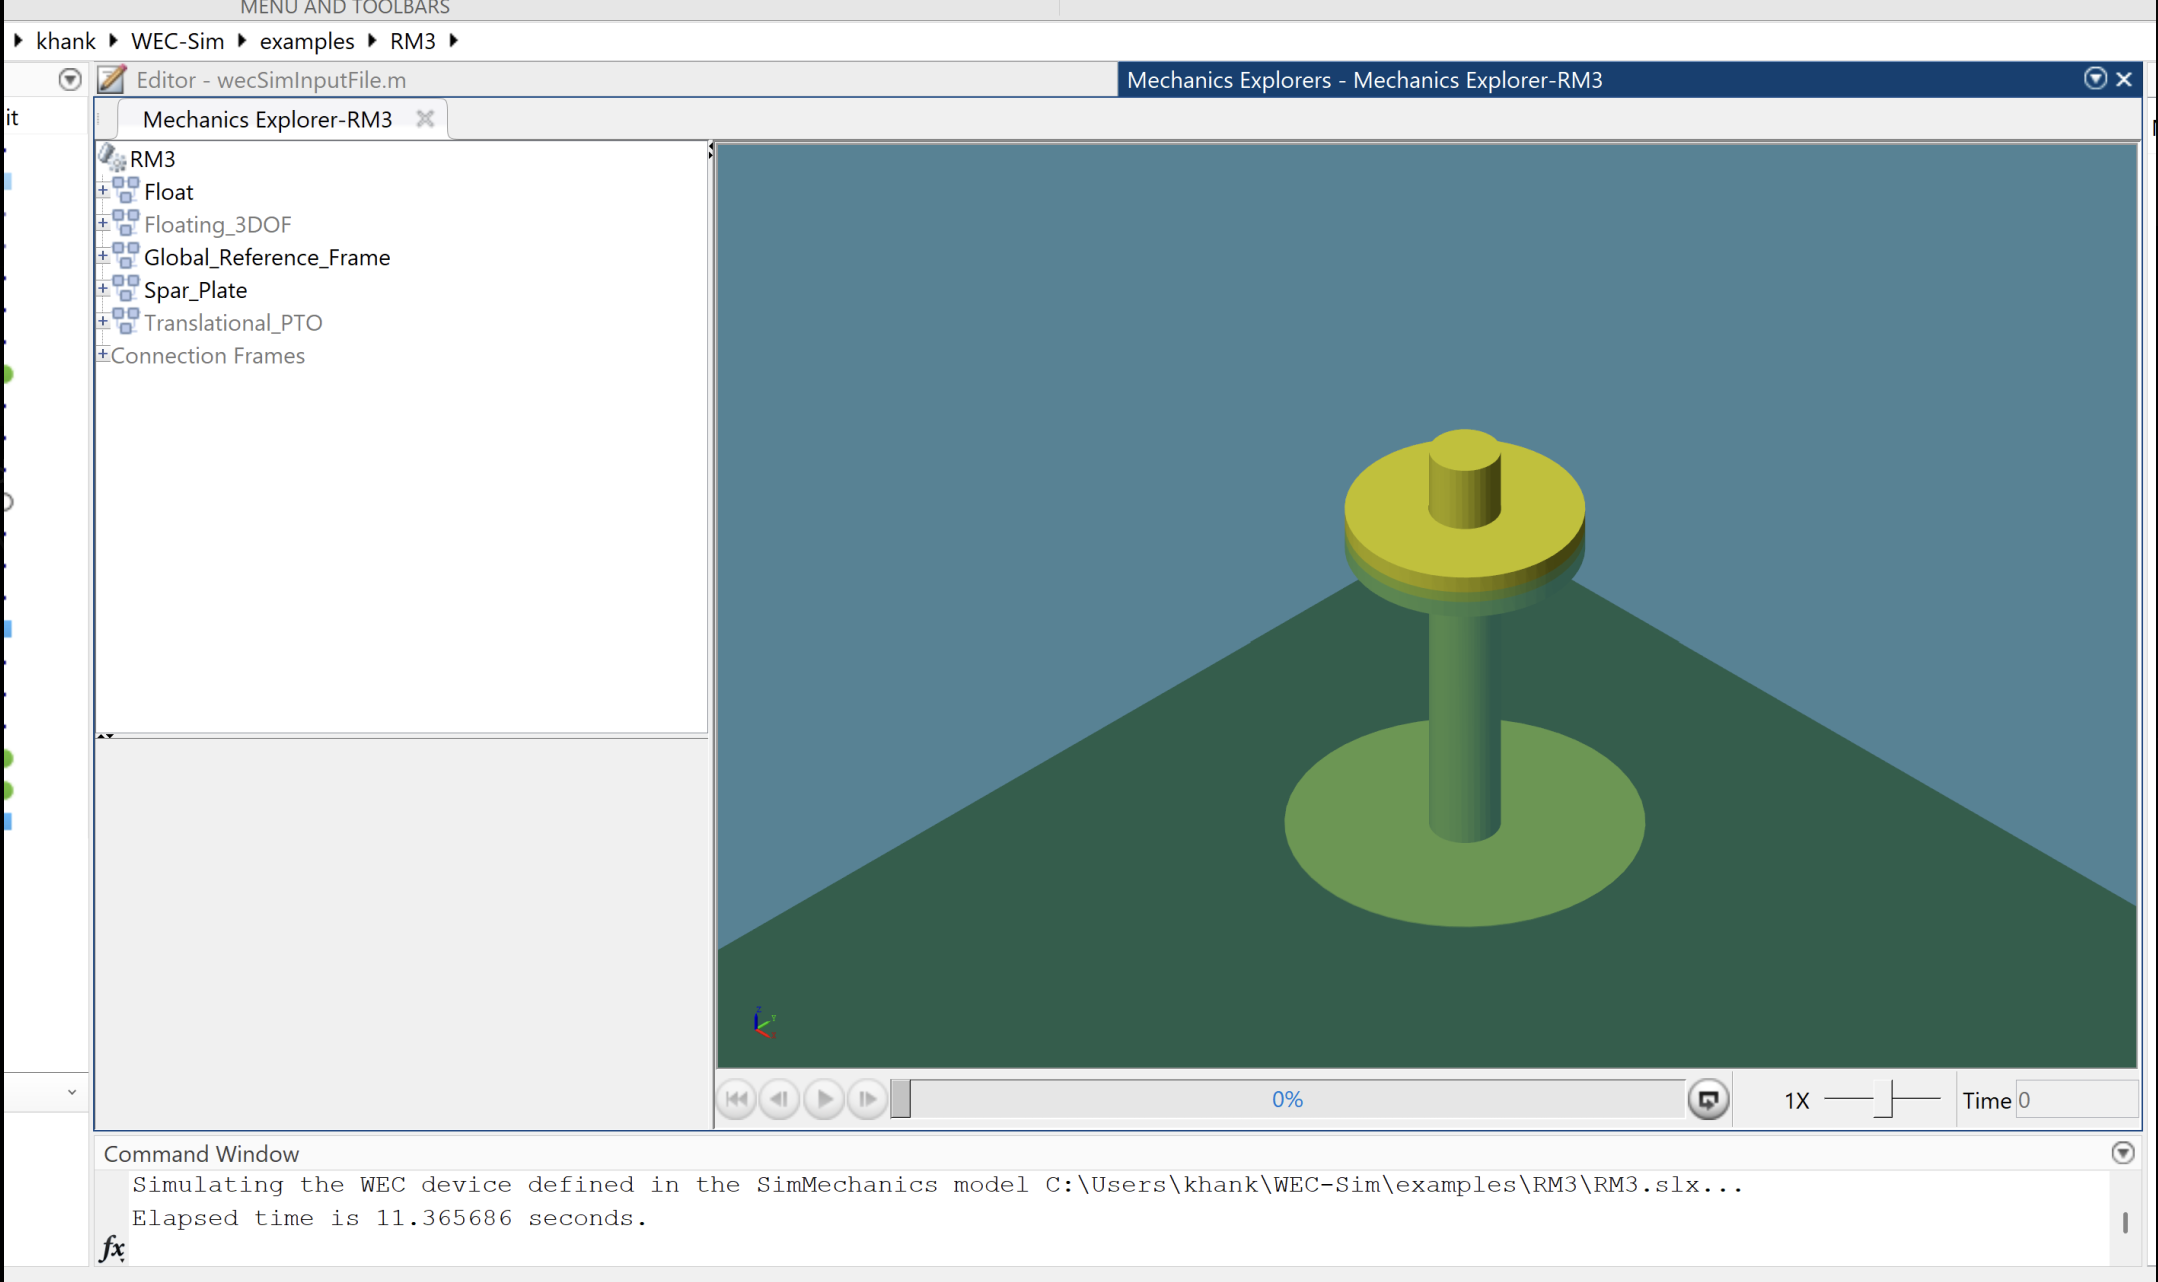 MENU AND TOOLBARS
khank WEC-Sim examples RM3
Editor - wecSimInputFile.m
Mechanics Explorers - Mechanics Explorer-RM3
it
Mechanics Explorer-RM3
RM3
Float
Floating_3DOF
Global_Reference_Frame
Spar_Plate
Translational_PTO
Connection Frames
Z
Y
X
0%
1X
Time 0
Command Window
Simulating the WEC device defined in the SimMechanics model C:\Users\khank\WEC-Sim\examples\RM3\RM3.slx...
Elapsed time is 11.365686 seconds.
fx